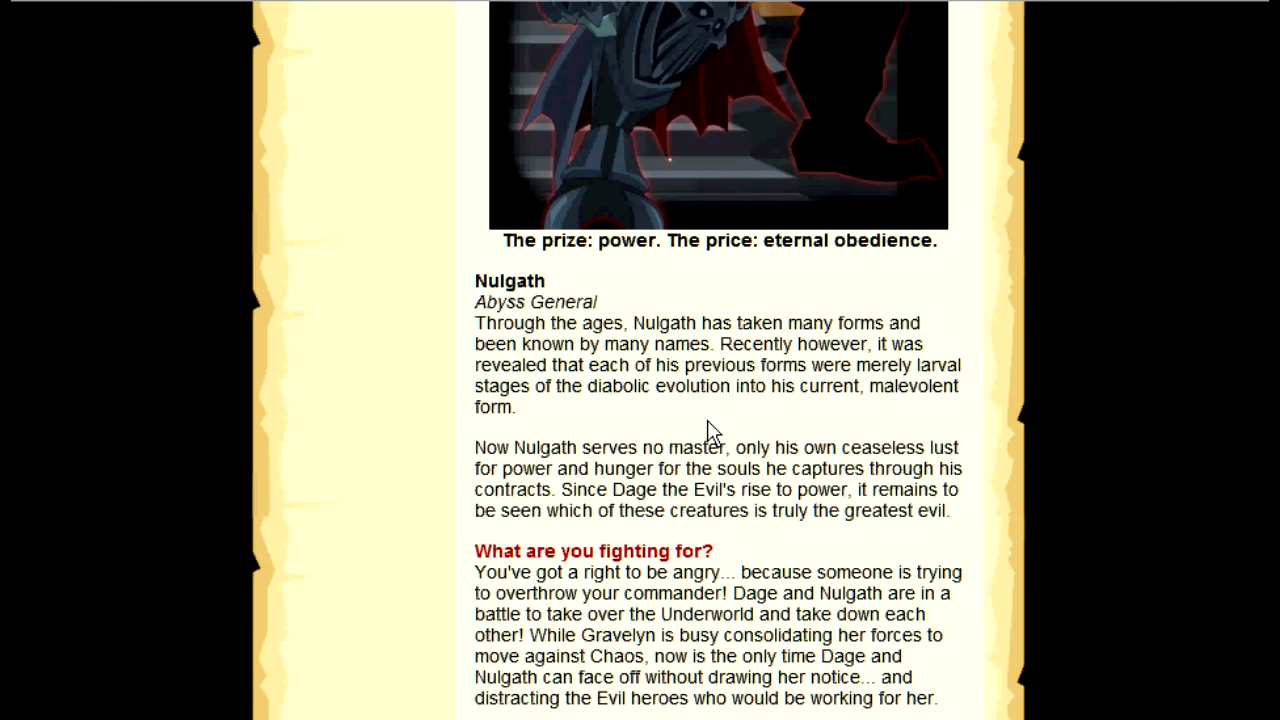 The prize: power. The price: eternal obedience.
Nulgath
Abyss General
Through the ages, Nulgath has taken many forms and
been known by many names. Recently however, it was
revealed that each of his previous forms were merely larval
stages of the diabolic evolution into his current, malevolent
form.
Now Nulgath serves no master, only his own ceaseless lust
for power and hunger for the souls he captures through his
contracts. Since Dage the Evil's rise to power, it remains to
be seen which of these creatures is truly the greatest evil.
What are you fighting for?
You've got a right to be angry... because someone is trying
to overthrow your commander! Dage and Nulgath are in a
battle to take over the Underworld and take down each
other! While Gravelyn is busy consolidating her forces to
move against Chaos, now is the only time Dage and
Nulgath can face off without drawing her notice... and
distracting the Evil heroes who would be working for her.